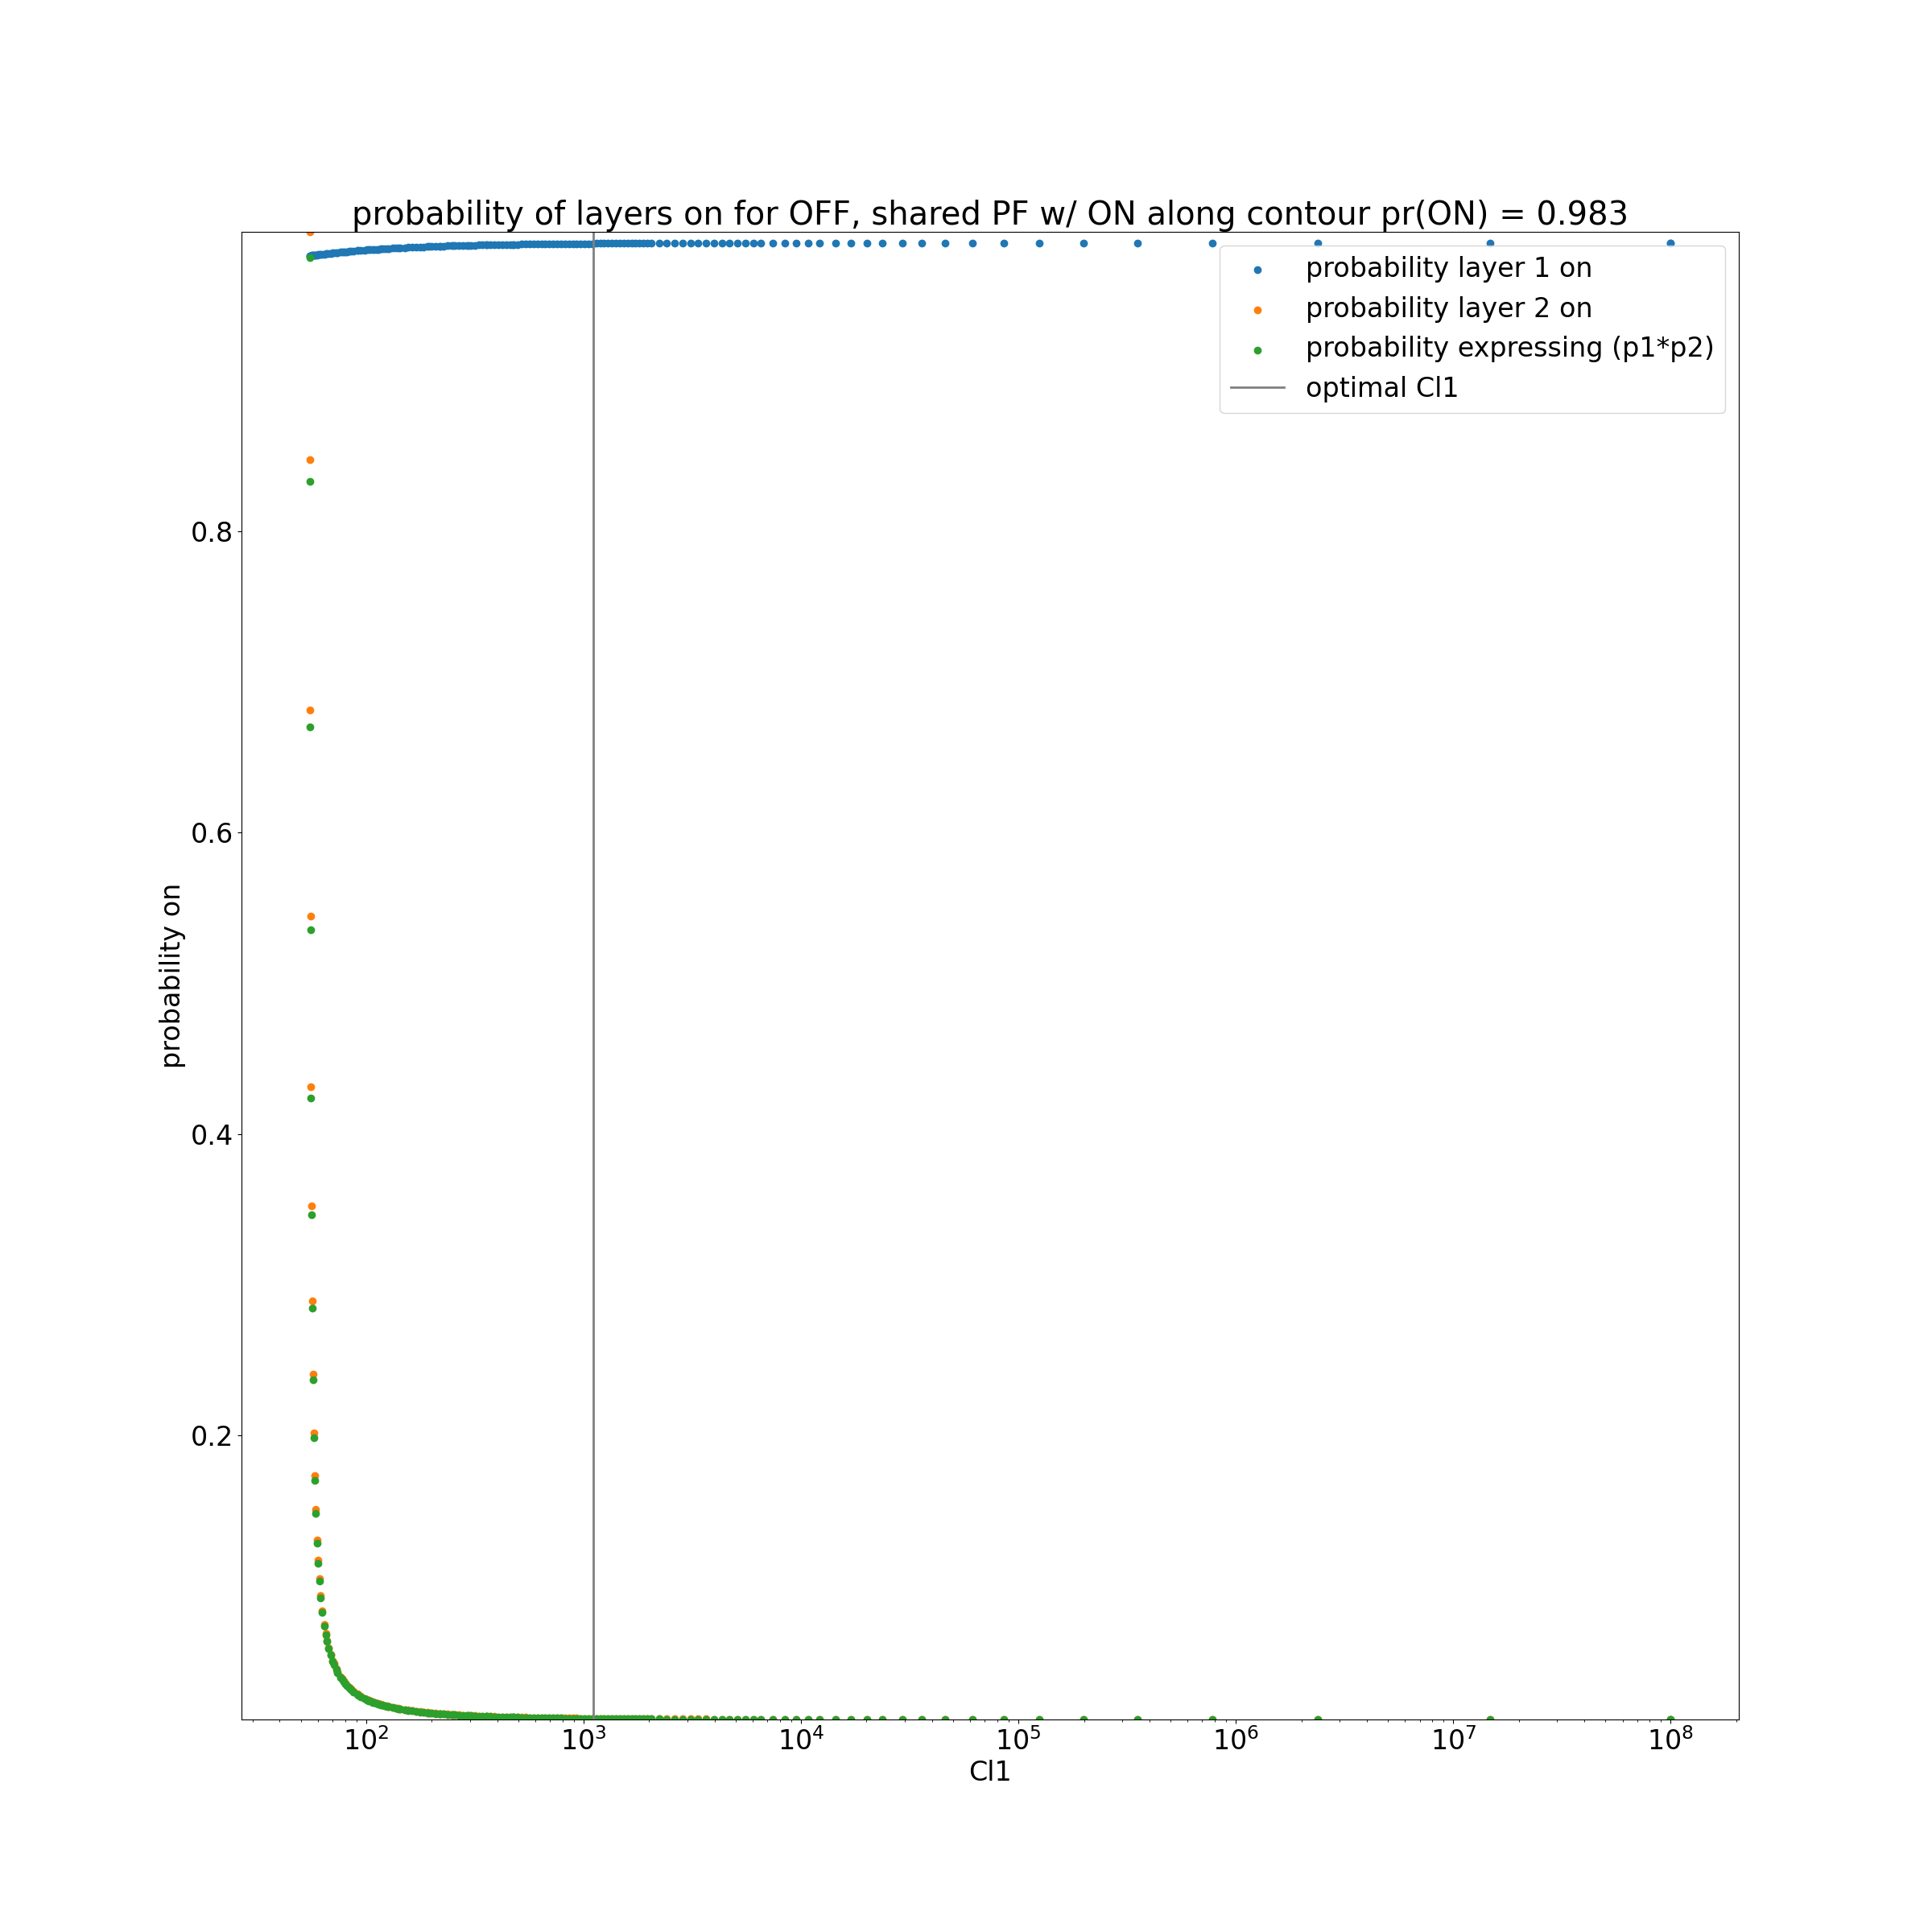 probability of layers on for OFF, shared PF w/ ON along contour pr(ON) = 0.983
probability layer 1 on
probability layer 2 on
probability expressing (p1*p2)
optimal Cl1
0.8
0.6
0.4
0.2
probability on
10² 10³ 10⁴ 10⁵ 10⁶ 10⁷ 10⁸
Cl1